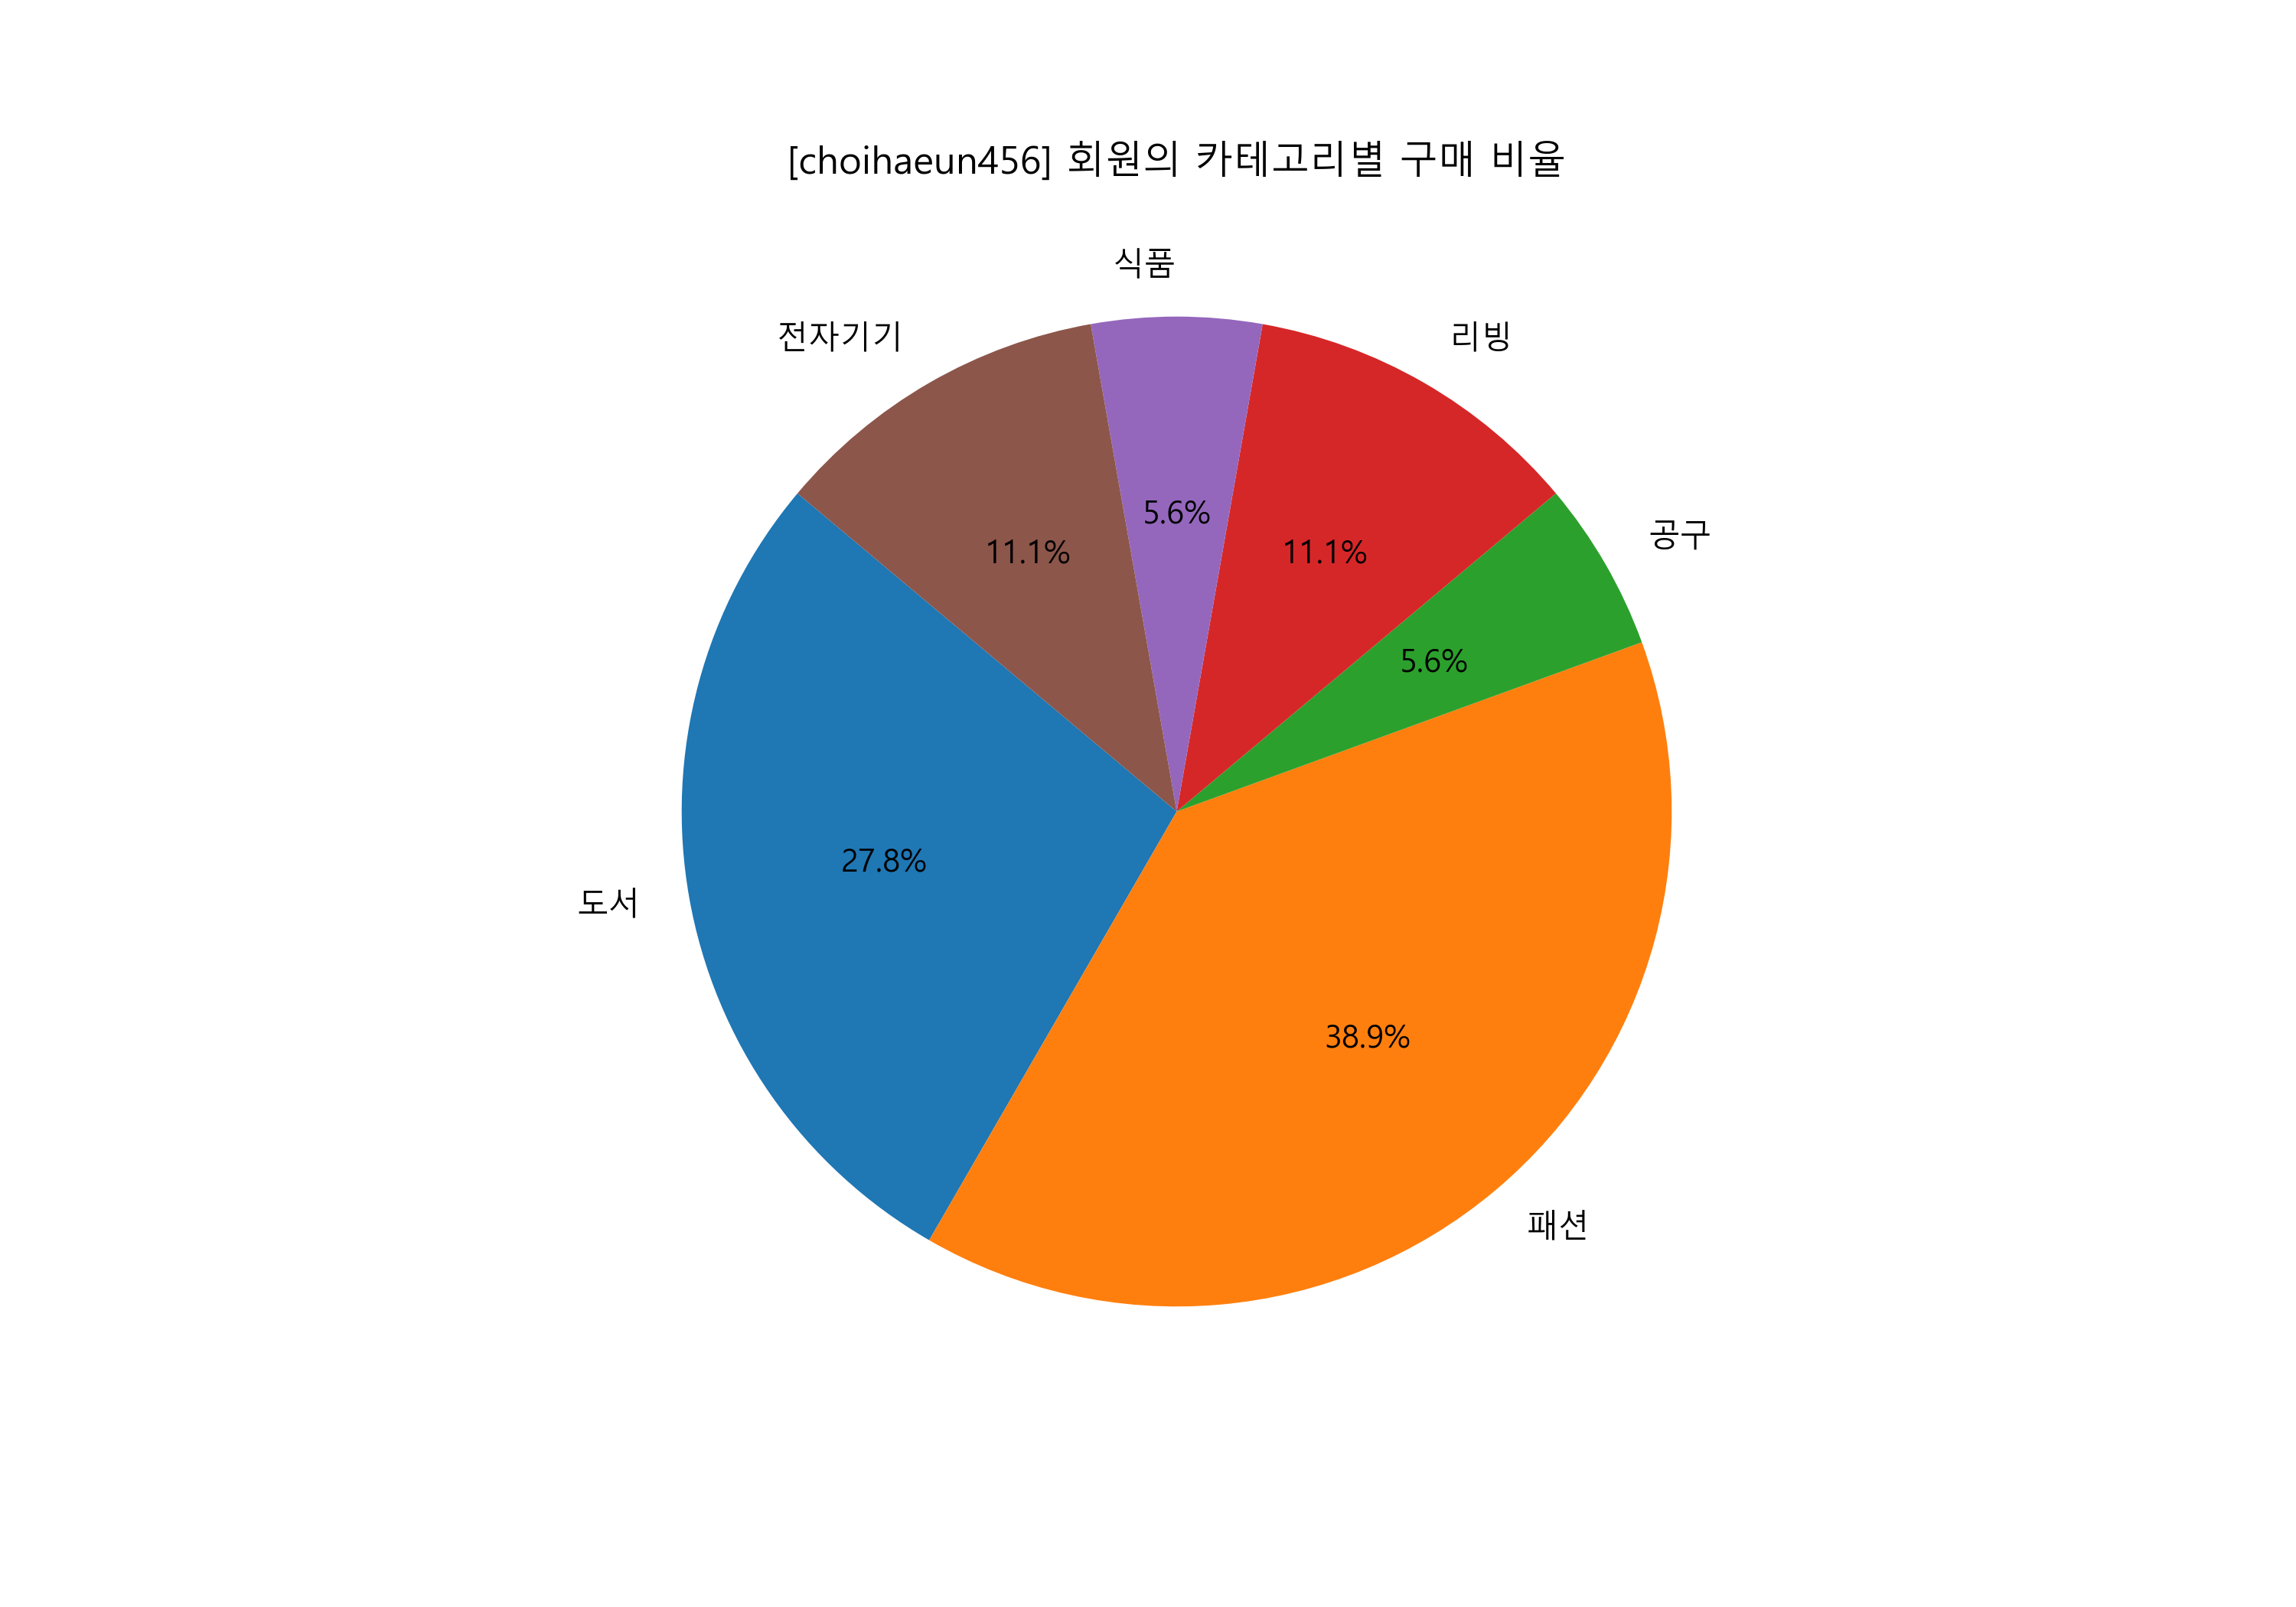 [choihaeun456] 회원의 카테고리별 구매 비율
식품
전자기기
리빙
5.6%
공구
11.1%
11.1%
5.6%
27.8%
도서
38.9%
패션